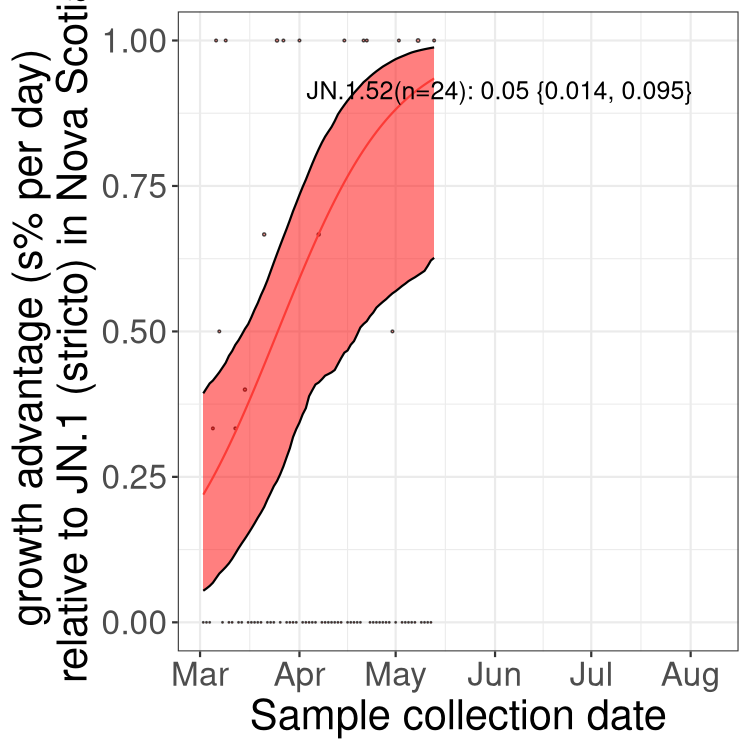 growth advantage (s% per day)
relative to JN.1 (stricto) in Nova Scotia
1.00
0.75
0.50
0.25
0.00
JN.1.52(n=24): 0.05 {0.014, 0.095}
Mar Apr May Jun Jul Aug
Sample collection date